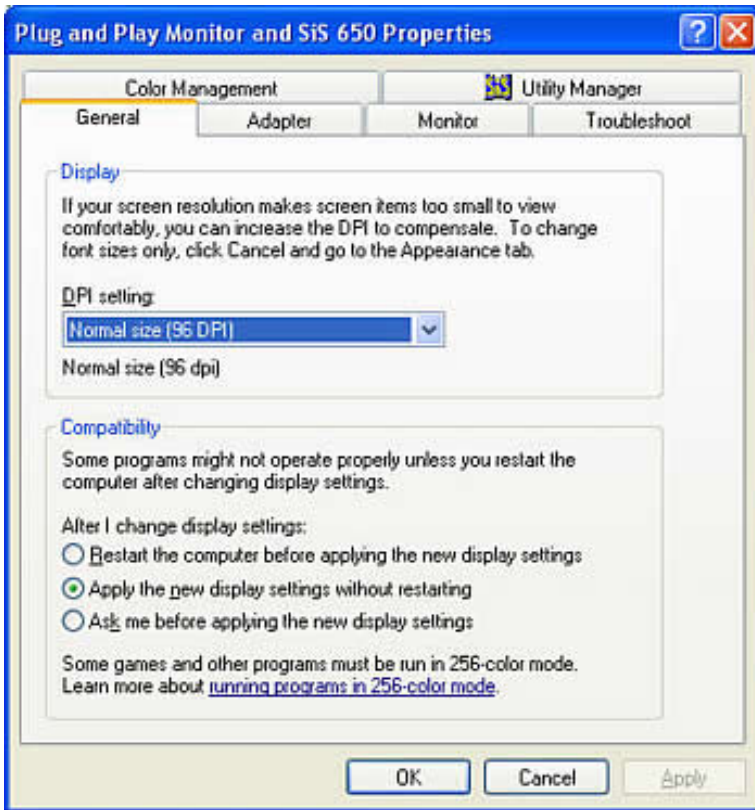 Plug and Play Monitor and SiS 650 Properties
Color Management
Utility Manager
General
Adapter
Monitor
Troubleshoot
Display
If your screen resolution makes screen items too small to view
comfortably, you can increase the DPI to compensate. To change
font sizes only, click Cancel and go to the Appearance tab.
DPI setting:
Normal size (96 DPI)
Normal size (96 dpi)
Compatibility
Some programs might not operate properly unless you restart the
computer after changing display settings.
After I change display settings:
Restart the computer before applying the new display settings
Apply the new display settings without restarting
Ask me before applying the new display settings
Some games and other programs must be run in 256-color mode.
Learn more about running programs in 256-color mode.
OK
Cancel
Apply